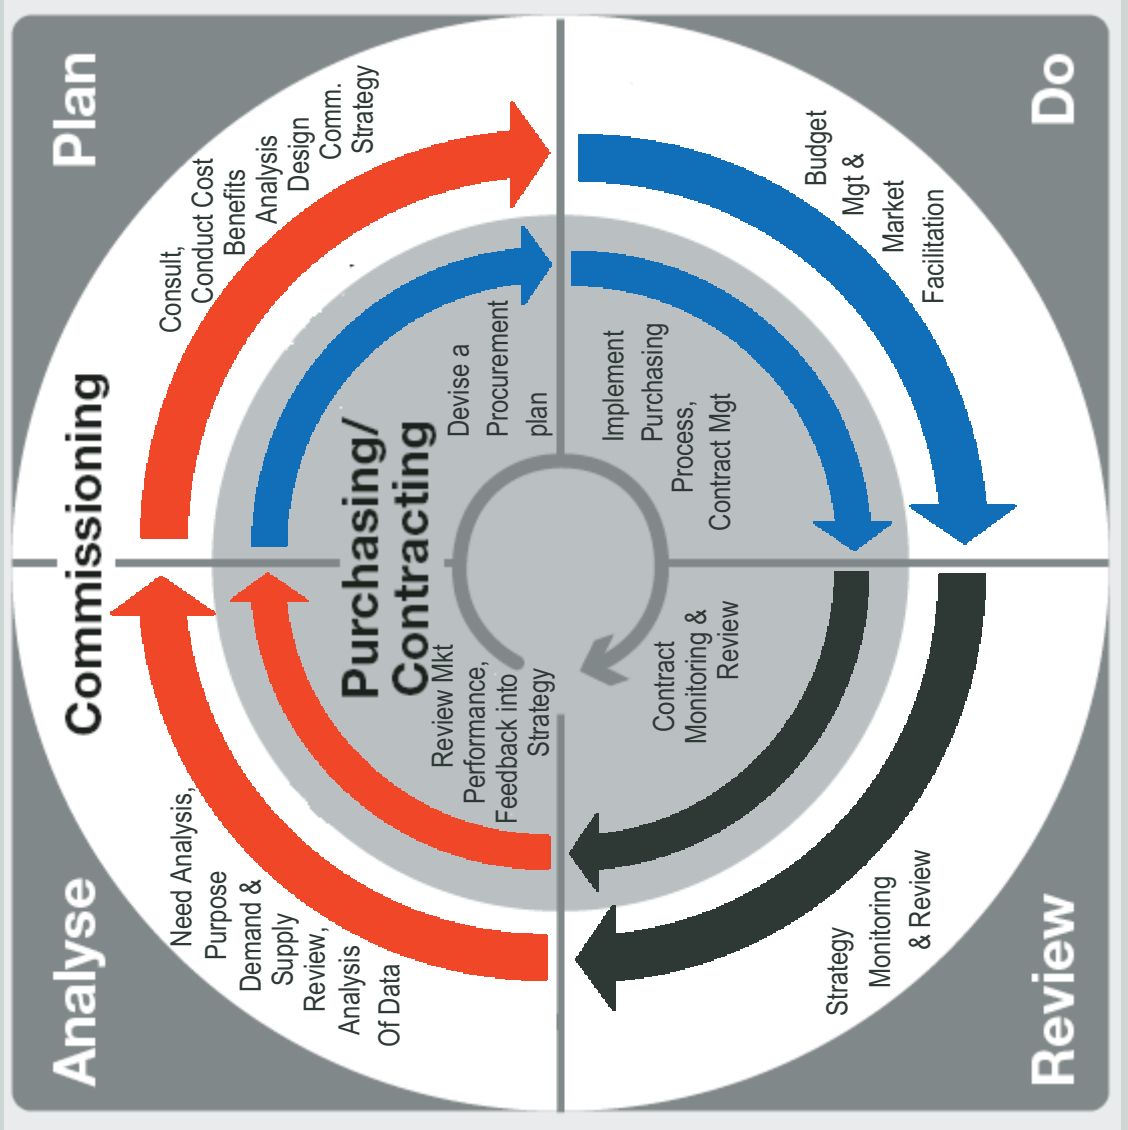 Analyse
Commissioning
Plan
Need Analysis,
Purpose
Demand &
Supply
Review,
Analysis
Of Data
Consult,
Conduct Cost
Benefits
Analysis
Design
Comm.
Strategy
Purchasing/
Contracting
Review Mkt
Performance,
Feedback into
Strategy
Devise a
Procurement
plan
Contract
Monitoring &
Review
Implement
Purchasing
Process,
Contract Mgt
Strategy
Monitoring
& Review
Budget
Mgt &
Market
Facilitation
Review
Do